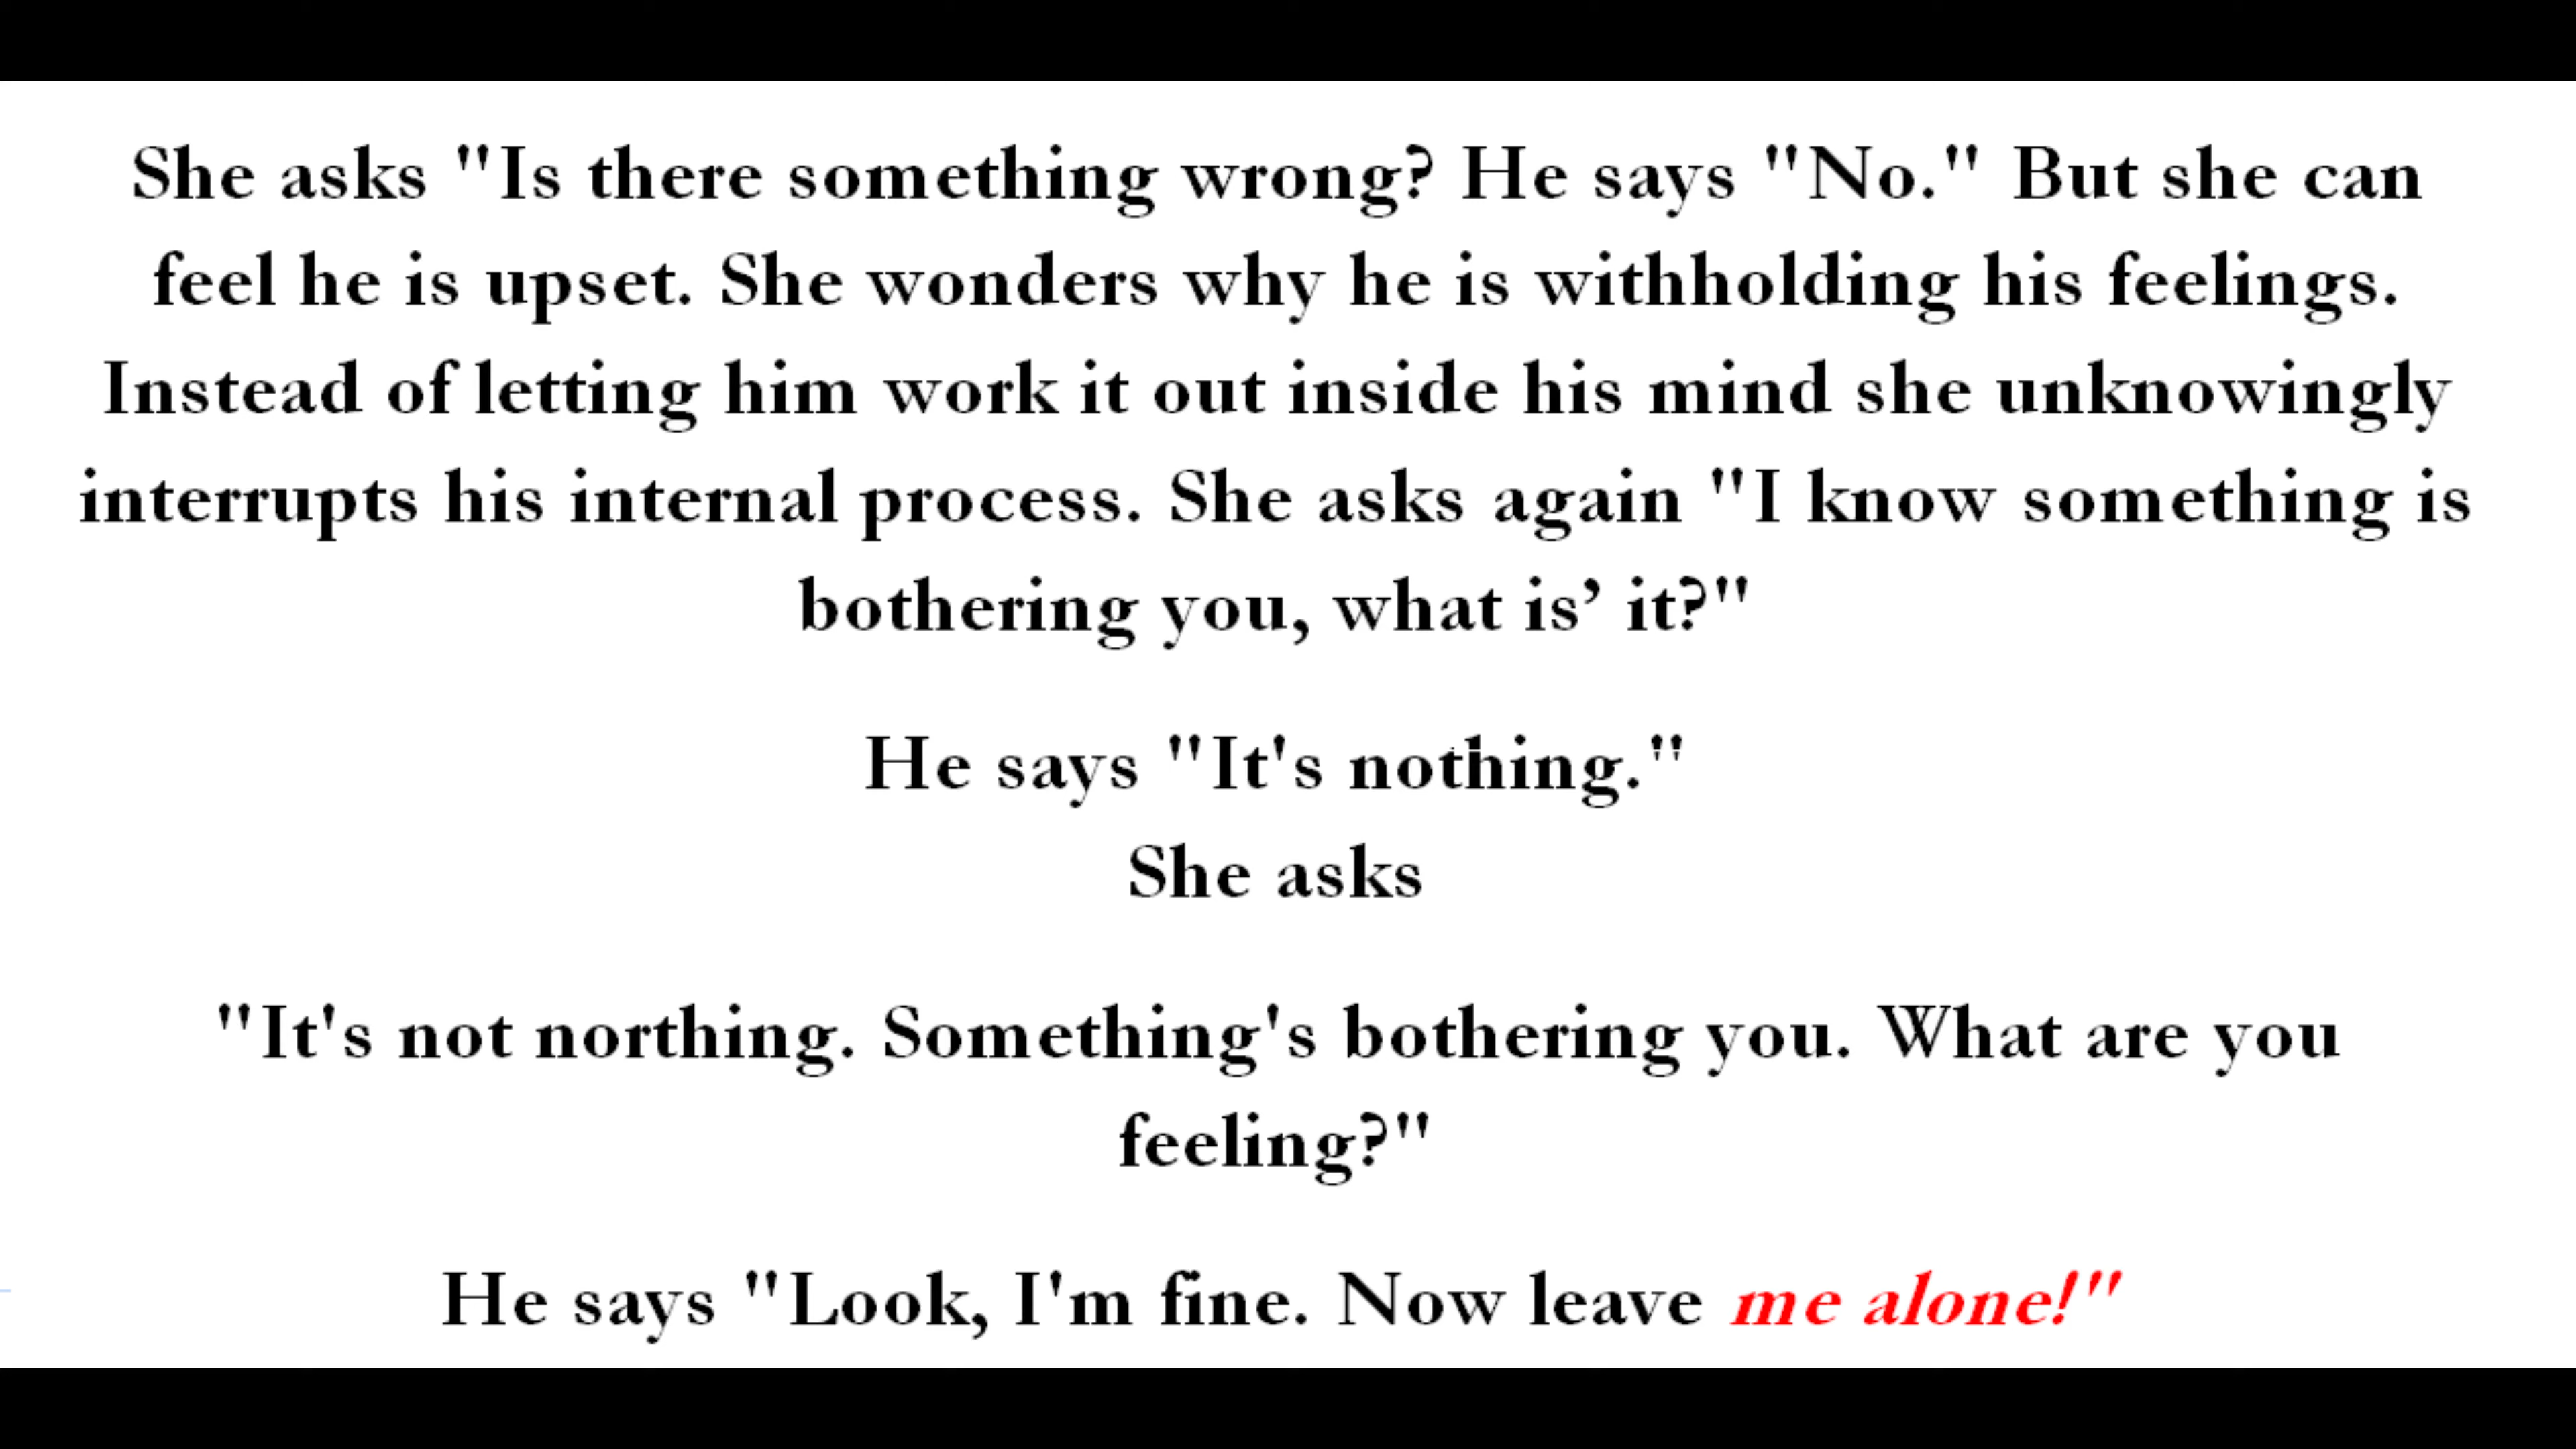 She asks "Is there something wrong? He says "No." But she can
feel he is upset. She wonders why he is withholding his feelings.
Instead of letting him work it out inside his mind she unknowingly
interrupts his internal process. She asks again "I know something is
bothering you, what is’ it?"
He says "It's nothing."
She asks
"It's not northing. Something's bothering you. What are you
feeling?"
He says "Look, I'm fine. Now leave me alone!"